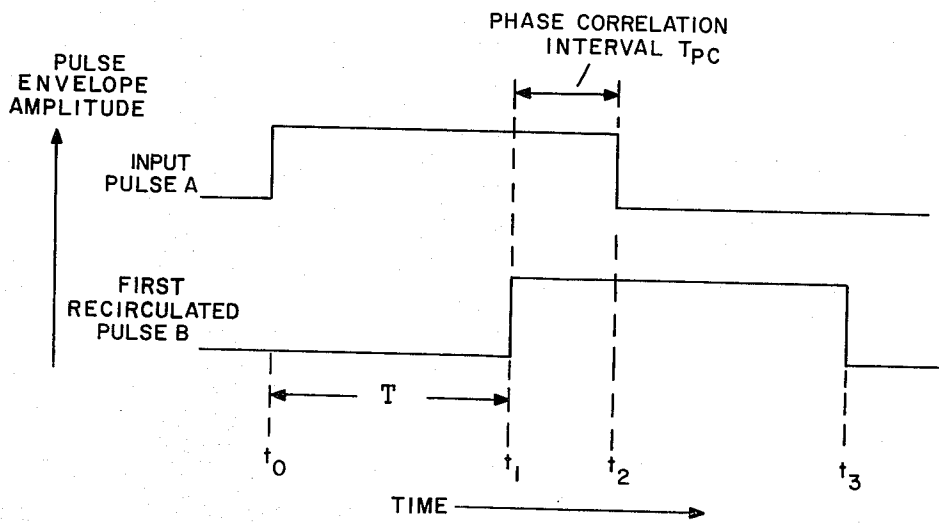 PHASE CORRELATION
INTERVAL TPC
PULSE
ENVELOPE
AMPLITUDE
INPUT
PULSE A
FIRST
RECIRCULATED
PULSE B
T
t0
t1
t2
t3
TIME